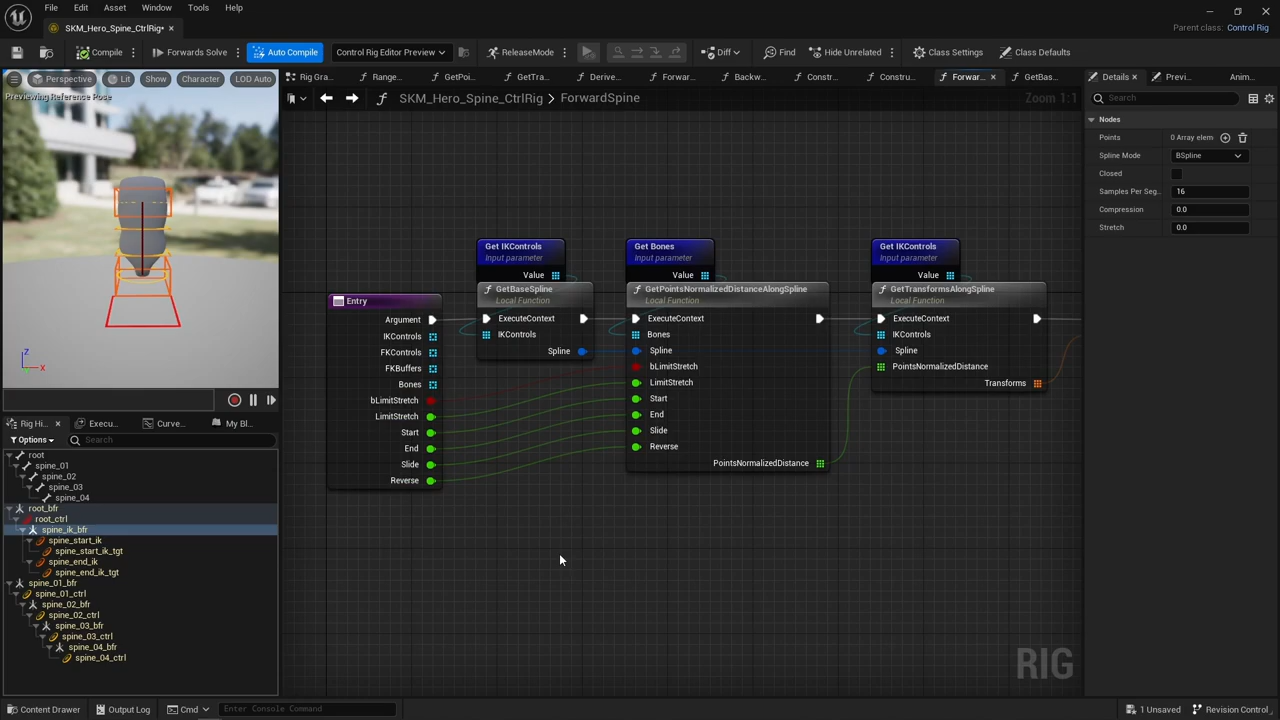 File Edit Asset Window Tools Help
SKM_Hero_Spine_CtrlRig*
Parent class: Control Rig
Compile Forwards Solve Auto Compile Control Rig Editor Preview ReleaseMode Diff Find Hide Unrelated Class Settings Class Defaults
Perspective Lit Show Character LOD Auto
Previewing Reference Pose
Rig Gra... Range... GetPoi... GetTra... Derive... Forwar... Backw... Constr... Constru... Forwar... GetBas...
SKM_Hero_Spine_CtrlRig > ForwardSpine
Zoom 1:1
Details Previ... Anim...
Search
Nodes
Points 0 Array elem
Spline Mode BSpline
Closed
Samples Per Seg... 16
Compression 0.0
Stretch 0.0
Z
X
Rig Hi... Execu... Curve... My Bl...
Options Search
root
spine_01
spine_02
spine_03
spine_04
root_bfr
root_ctrl
spine_ik_bfr
spine_start_ik
spine_start_ik_tgt
spine_end_ik
spine_end_ik_tgt
spine_01_bfr
spine_01_ctrl
spine_02_bfr
spine_02_ctrl
spine_03_bfr
spine_03_ctrl
spine_04_bfr
spine_04_ctrl
Entry
Argument
IKControls
FKControls
FKBuffers
Bones
bLimitStretch
LimitStretch
Start
End
Slide
Reverse
Get IKControls
Input parameter
Value
GetBaseSpline
Local Function
ExecuteContext
IKControls
Spline
Get Bones
Input parameter
Value
GetPointsNormalizedDistanceAlongSpline
Local Function
ExecuteContext
Bones
Spline
bLimitStretch
LimitStretch
Start
End
Slide
Reverse
PointsNormalizedDistance
Get IKControls
Input parameter
Value
GetTransformsAlongSpline
Local Function
ExecuteContext
IKControls
Spline
PointsNormalizedDistance
Transforms
RIG
Content Drawer Output Log Cmd Enter Console Command 1 Unsaved Revision Control